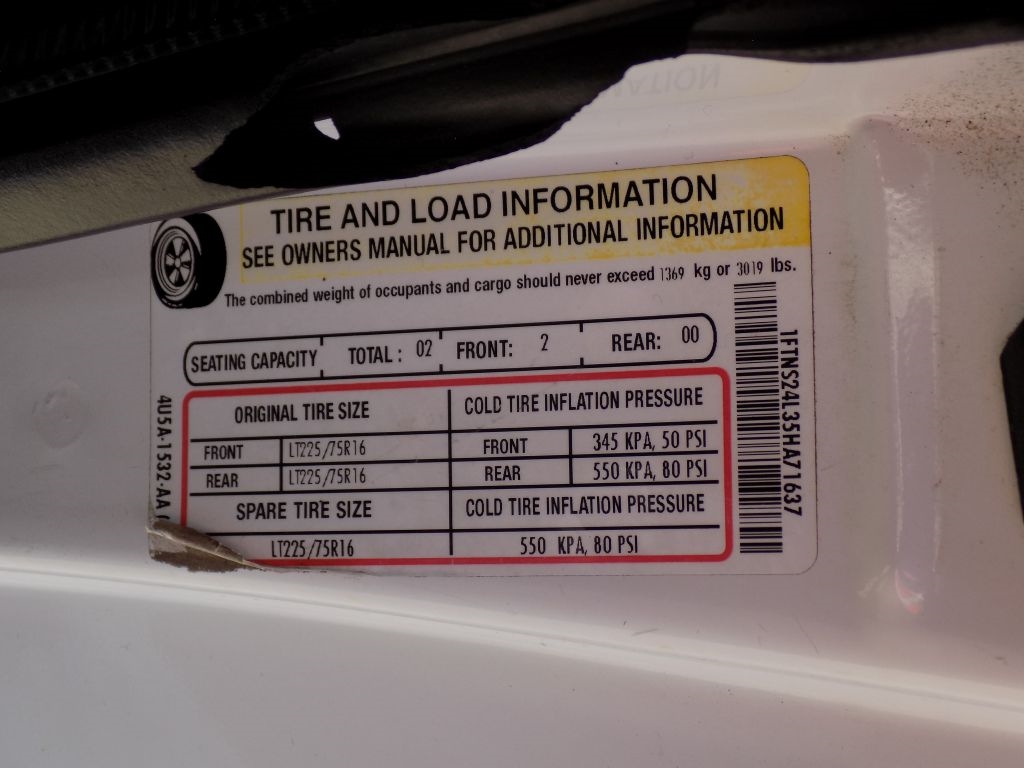 TIRE AND LOAD INFORMATION
SEE OWNERS MANUAL FOR ADDITIONAL INFORMATION
The combined weight of occupants and cargo should never exceed 1369 kg or 3019 lbs.
SEATING CAPACITY TOTAL : 02 FRONT: 2 REAR: 00
ORIGINAL TIRE SIZE COLD TIRE INFLATION PRESSURE
FRONT LT225/75R16 FRONT 345 KPA, 50 PSI
REAR LT225/75R16 REAR 550 KPA, 80 PSI
SPARE TIRE SIZE COLD TIRE INFLATION PRESSURE
LT225/75R16 550 KPA, 80 PSI
4U5A-1532-AA
1FTNS24L35HA71637